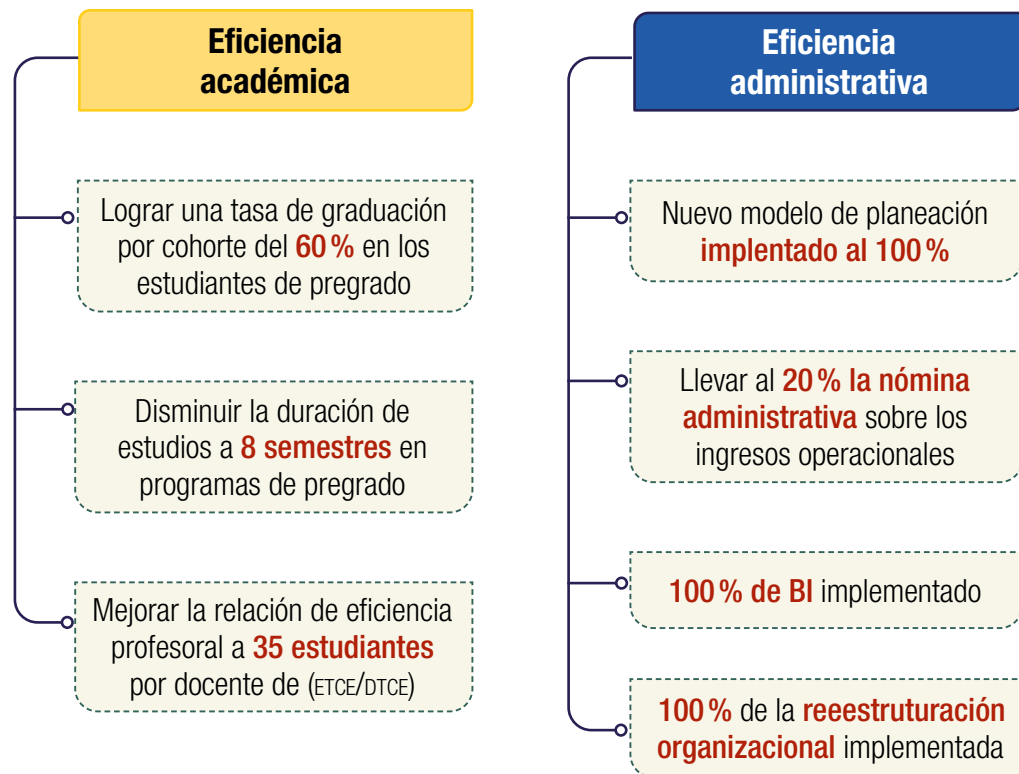 Eficiencia
académica
Lograr una tasa de graduación
por cohorte del 60 % en los
estudiantes de pregrado
Disminuir la duración de
estudios a 8 semestres en
programas de pregrado
Mejorar la relación de eficiencia
profesoral a 35 estudiantes
por docente de (ETCE/DTCE)
Eficiencia
administrativa
Nuevo modelo de planeación
implentado al 100 %
Llevar al 20 % la nómina
administrativa sobre los
ingresos operacionales
100 % de BI implementado
100 % de la reeestruturación
organizacional implementada